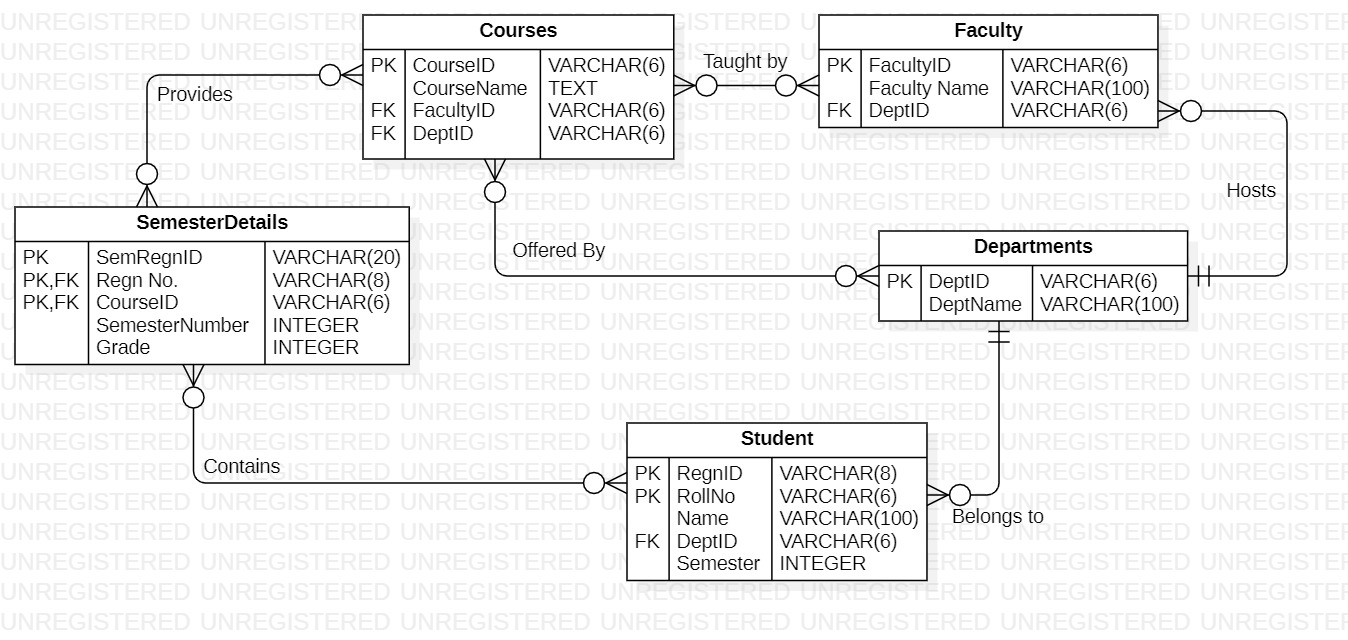 Courses
PK CourseID VARCHAR(6)
CourseName TEXT
FK FacultyID VARCHAR(6)
FK DeptID VARCHAR(6)
Taught by
Faculty
PK FacultyID VARCHAR(6)
Faculty Name VARCHAR(100)
FK DeptID VARCHAR(6)
Provides
Hosts
SemesterDetails
PK SemRegnID VARCHAR(20)
PK,FK Regn No. VARCHAR(8)
PK,FK CourseID VARCHAR(6)
SemesterNumber INTEGER
Grade INTEGER
Offered By
Departments
PK DeptID VARCHAR(6)
DeptName VARCHAR(100)
Contains
Student
PK RegnID VARCHAR(8)
PK RollNo VARCHAR(6)
Name VARCHAR(100)
FK DeptID VARCHAR(6)
Semester INTEGER
Belongs to
UNREGISTERED